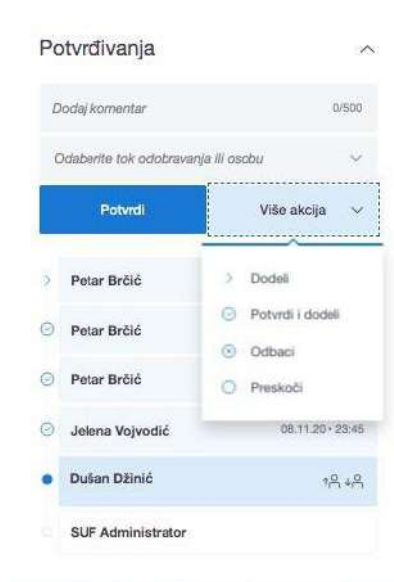 Potvrđivanja
Dodaj komentar 0/500
Odaberite tok odobravanja ili osobu
Potvrdi Više akcija
Petar Brčić Dodeli
Petar Brčić Potvrdi i dodeli
Odbaci
Petar Brčić Preskoči
Jelena Vojvodić 08.11.20 • 23:45
Dušan Džinić
SUF Administrator